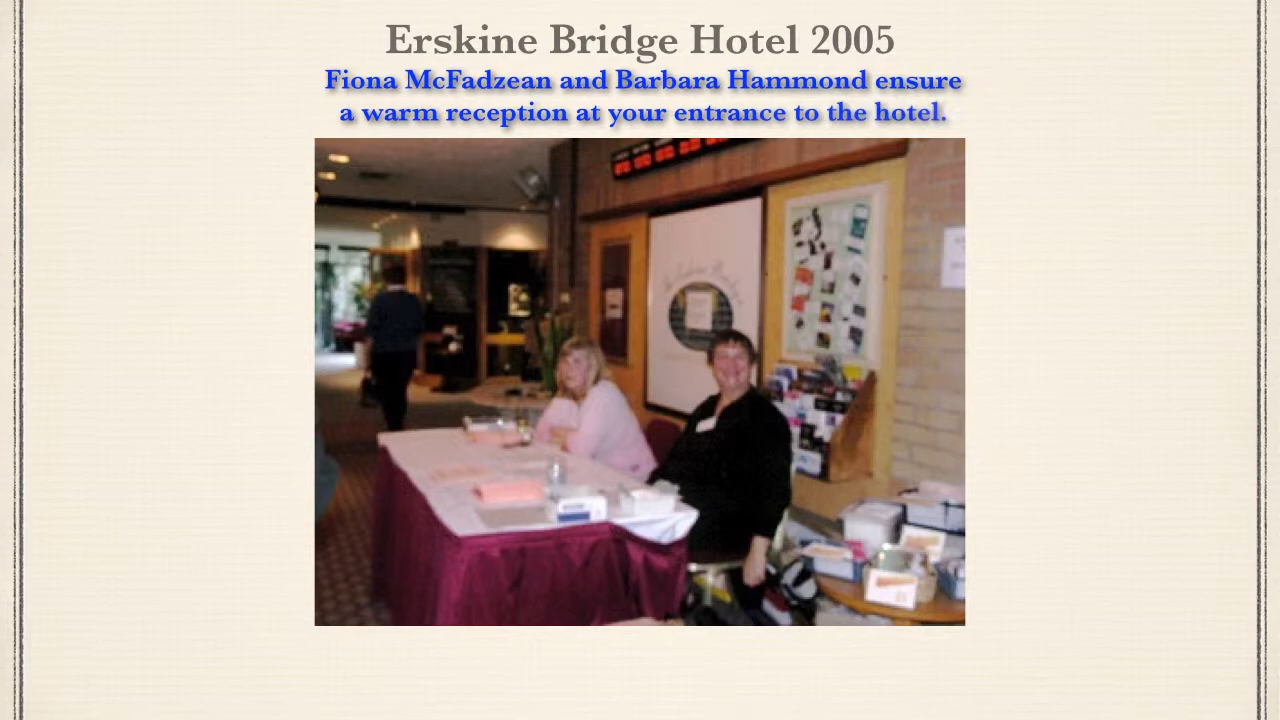 Erskine Bridge Hotel 2005
Fiona McFadzean and Barbara Hammond ensure
a warm reception at your entrance to the hotel.